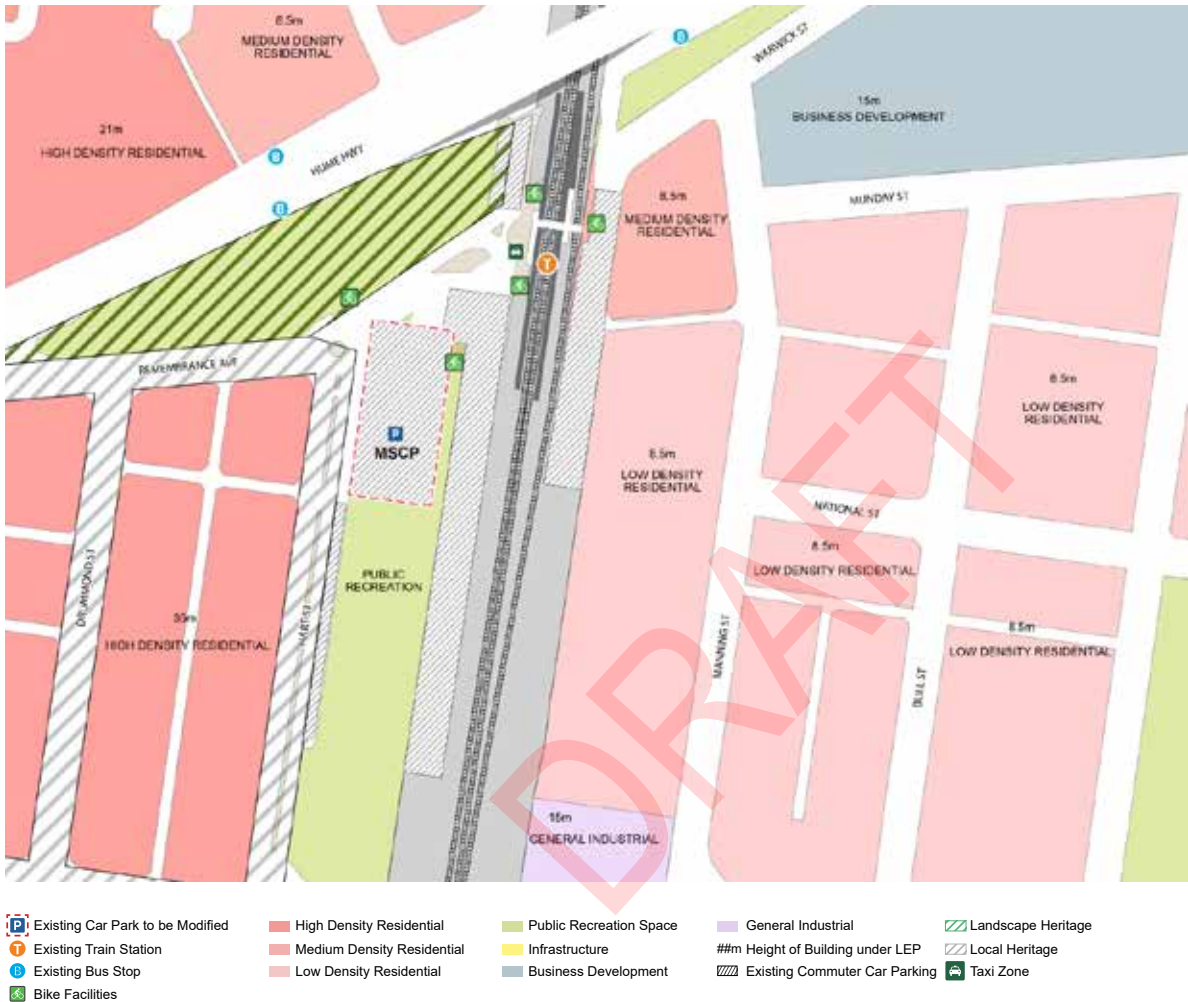 8.5m
MEDIUM DENSITY
RESIDENTIAL
21m
HIGH DENSITY RESIDENTIAL
B
B
B
HUME HWY
WARWICK ST
15m
BUSINESS DEVELOPMENT
MUNDAY ST
8.5m
MEDIUM DENSITY
RESIDENTIAL
T
REMEMBRANCE AVE
P
MSCP
8.5m
LOW DENSITY
RESIDENTIAL
8.5m
LOW DENSITY
RESIDENTIAL
NATIONAL ST
8.5m
LOW DENSITY RESIDENTIAL
PUBLIC
RECREATION
DRUMMOND ST
35m
HIGH DENSITY RESIDENTIAL
HART ST
MANNING ST
BULL ST
8.5m
LOW DENSITY RESIDENTIAL
15m
GENERAL INDUSTRIAL
DRAFT
P Existing Car Park to be Modified
T Existing Train Station
B Existing Bus Stop
Bike Facilities
High Density Residential
Medium Density Residential
Low Density Residential
Public Recreation Space
Infrastructure
Business Development
General Industrial
##m Height of Building under LEP
Existing Commuter Car Parking
Landscape Heritage
Local Heritage
Taxi Zone